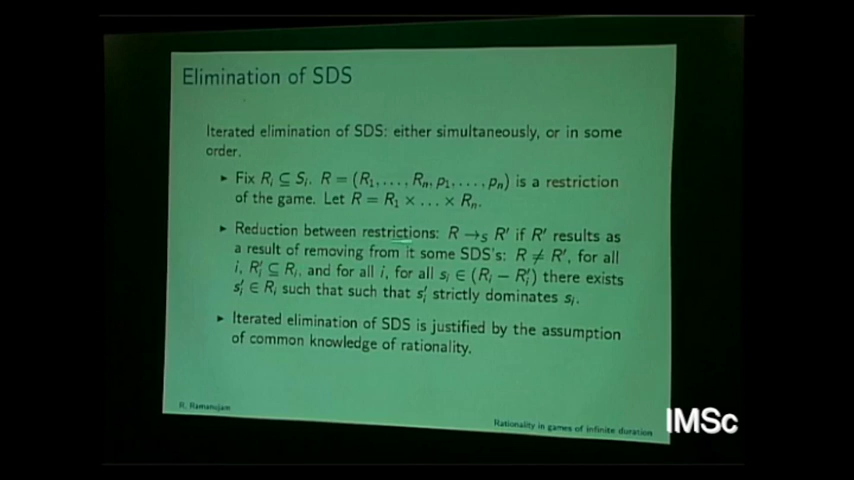 Elimination of SDS
Iterated elimination of SDS: either simultaneously, or in some
order.
▸ Fix Rᵢ ⊆ Sᵢ. R = (R₁, . . . , Rₙ, p₁, . . . , pₙ) is a restriction
of the game. Let R = R₁ × . . . × Rₙ.
▸ Reduction between restrictions: R →ₛ R′ if R′ results as
a result of removing from it some SDS's: R ≠ R′, for all
i, R′ᵢ ⊆ Rᵢ, and for all i, for all sᵢ ∈ (Rᵢ − R′ᵢ) there exists
s′ᵢ ∈ Rᵢ such that such that s′ᵢ strictly dominates sᵢ.
▸ Iterated elimination of SDS is justified by the assumption
of common knowledge of rationality.
R. Ramanujam
Rationality in games of infinite duration
IMSc